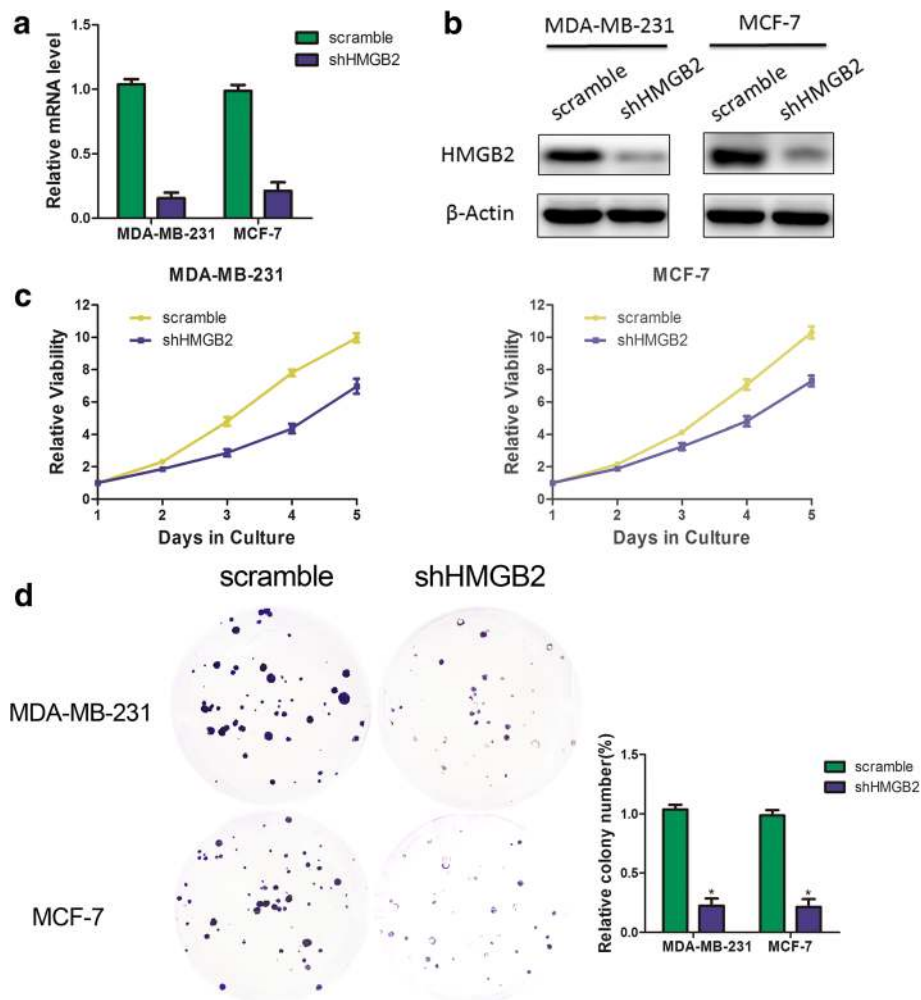 a
Relative mRNA level
1.5
1.0
0.5
0.0
MDA-MB-231 MCF-7
scramble
shHMGB2
b
MDA-MB-231 MCF-7
scramble shHMGB2 scramble shHMGB2
HMGB2
β-Actin
c
MDA-MB-231
Relative Viability
12
10
8
6
4
2
0
scramble
shHMGB2
1 2 3 4 5
Days in Culture
MCF-7
Relative Viability
12
10
8
6
4
2
0
scramble
shHMGB2
1 2 3 4 5
Days in Culture
d
scramble shHMGB2
MDA-MB-231
MCF-7
Relative colony number(%)
1.5
1.0
0.5
0.0
* *
MDA-MB-231 MCF-7
scramble
shHMGB2